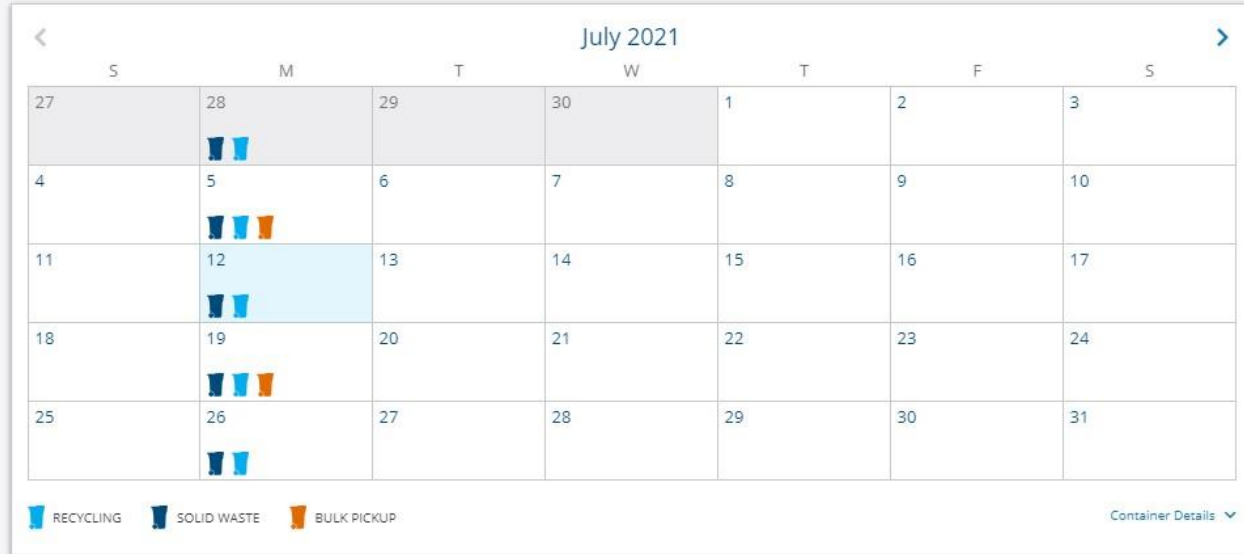 July 2021
S M T W T F S
27 28 29 30 1 2 3
4 5 6 7 8 9 10
11 12 13 14 15 16 17
18 19 20 21 22 23 24
25 26 27 28 29 30 31
RECYCLING SOLID WASTE BULK PICKUP Container Details